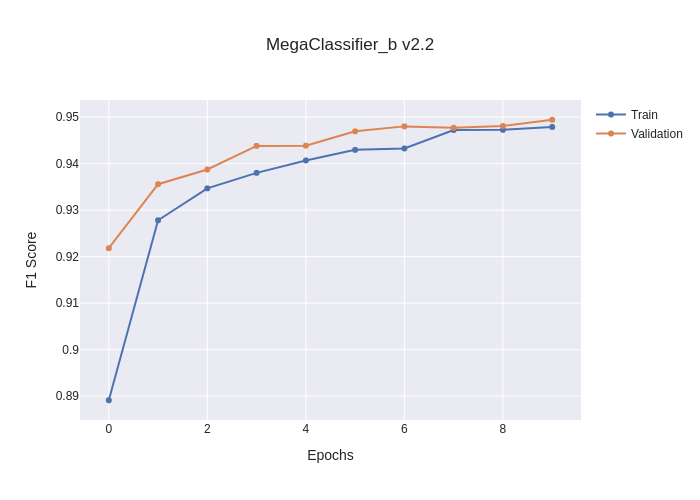 MegaClassifier_b v2.2
Train
Validation
0.95
0.94
0.93
0.92
0.91
0.9
0.89
F1 Score
0 2 4 6 8
Epochs